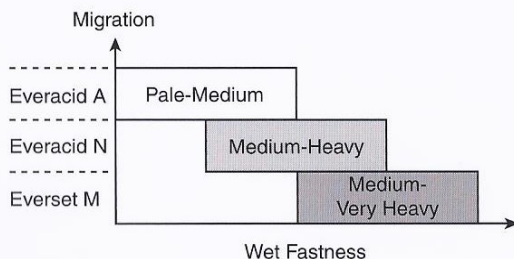 Migration
Everacid A
Pale-Medium
Everacid N
Medium-Heavy
Everset M
Medium-
Very Heavy
Wet Fastness